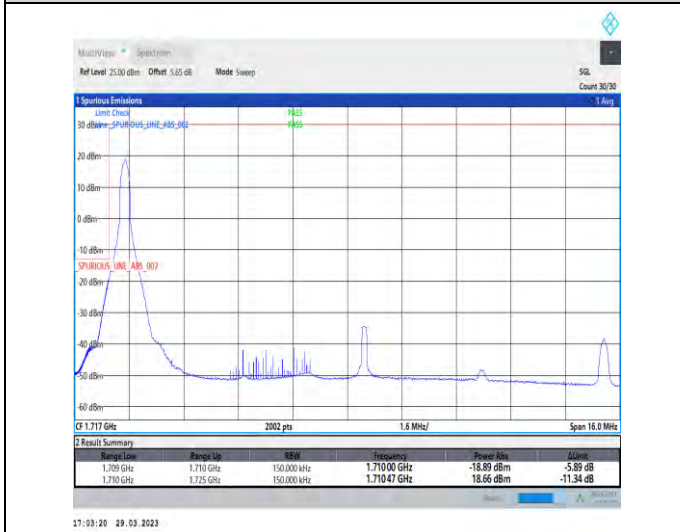 MultiView Spectrum
Ref Level 25.00 dBm Offset 5.65 dB Mode Sweep SGL
Count 30/30
1 Spurious Emissions 1 Avg
Limit Check PASS
30 dBm Line _SPURIOUS_LINE_ABS_002 PASS
20 dBm
10 dBm
0 dBm
-10 dBm
_SPURIOUS_LINE_ABS_002
-20 dBm
-30 dBm
-40 dBm
-50 dBm
-60 dBm
CF 1.717 GHz 2002 pts 1.6 MHz/ Span 16.0 MHz
2 Result Summary
Range Low Range Up RBW Frequency Power Abs ΔLimit
1.709 GHz 1.710 GHz 150.000 kHz 1.71000 GHz -18.89 dBm -5.89 dB
1.710 GHz 1.725 GHz 150.000 kHz 1.71047 GHz 18.66 dBm -11.34 dB
17:03:20 29.03.2023